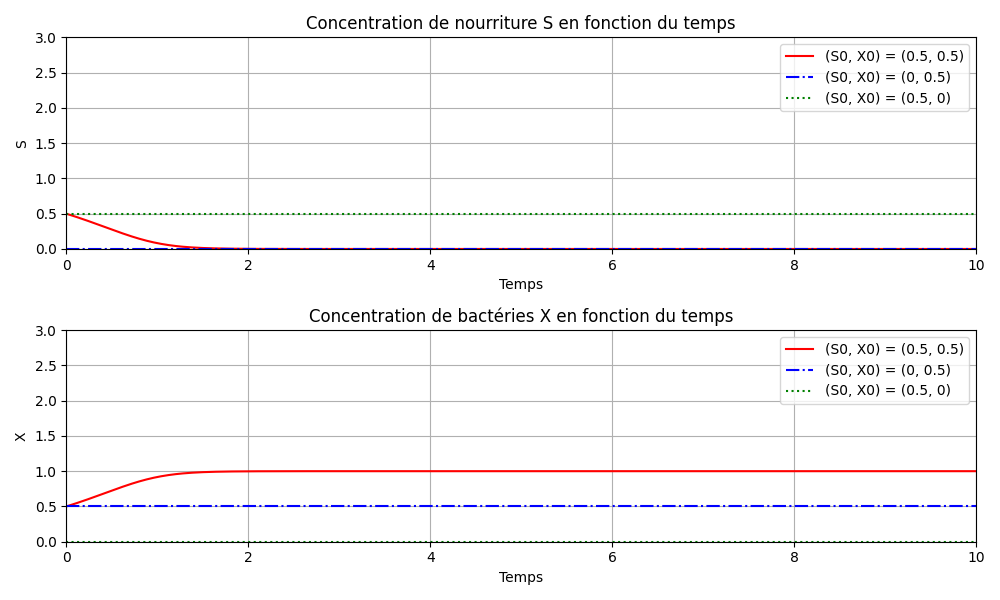 Concentration de nourriture S en fonction du temps
3.0
2.5
2.0
1.5
1.0
0.5
0.0
S
(S0, X0) = (0.5, 0.5)
(S0, X0) = (0, 0.5)
(S0, X0) = (0.5, 0)
0 2 4 6 8 10
Temps
Concentration de bactéries X en fonction du temps
3.0
2.5
2.0
1.5
1.0
0.5
0.0
X
(S0, X0) = (0.5, 0.5)
(S0, X0) = (0, 0.5)
(S0, X0) = (0.5, 0)
0 2 4 6 8 10
Temps